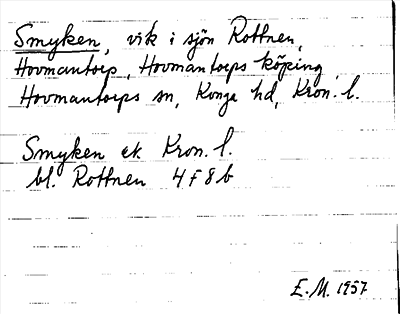 Smyken, vik i sjön Rottnen,
Hovmantorp, Hovmantorps köping,
Hovmantorps sn, Konga hd, Kron. l.
Smyken ek Kron. l.
bl. Rottnen 4 F 8 b
E.M. 1957